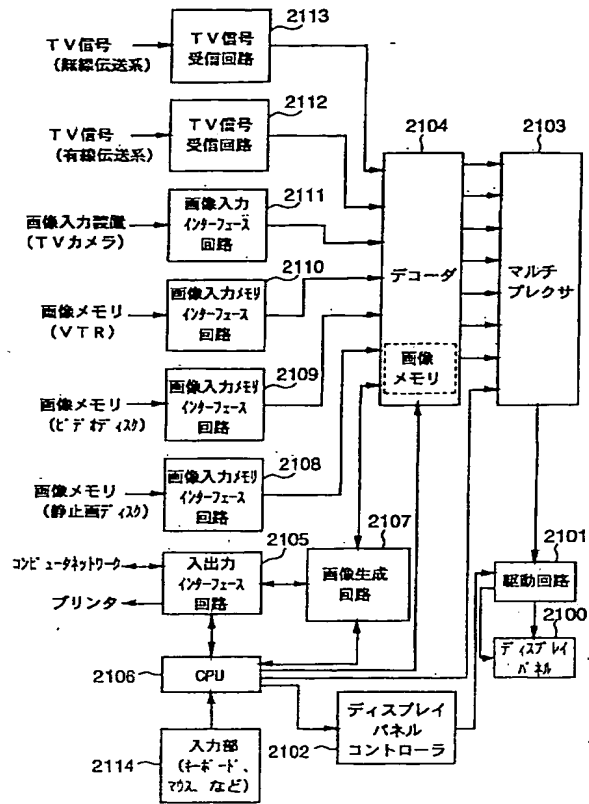 2113
TV信号
(無線伝送系)
TV信号
受信回路
2112
TV信号
(有線伝送系)
TV信号
受信回路
2104
2103
2111
画像入力装置
(TVカメラ)
画像入力
インターフェース
回路
2110
画像メモリ
(VTR)
画像入力メモリ
インターフェース
回路
デコーダ
マルチ
プレクサ
画像
メモリ
2109
画像メモリ
(ビデオディスク)
画像入力メモリ
インターフェース
回路
2108
画像メモリ
(静止画ディスク)
画像入力メモリ
インターフェース
回路
2105
2107
コンピュータネットワーク
プリンタ
入出力
インターフェース
回路
画像生成
回路
2101
駆動回路
2100
ディスプレイ
パネル
2106
CPU
ディスプレイ
パネル
コントローラ
2102
2114
入力部
(キーボード、
マウス、など)